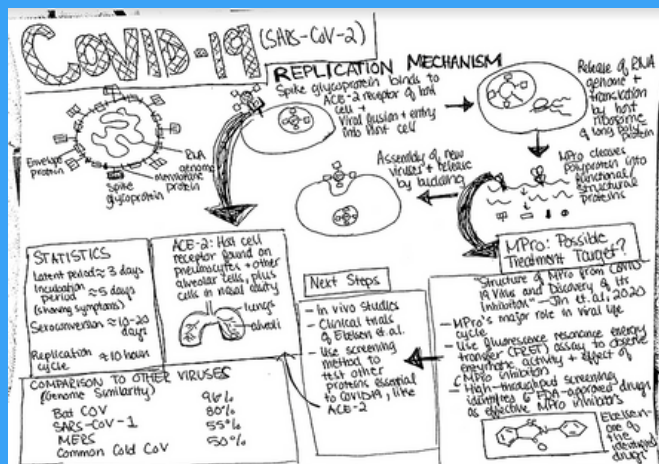 COVID-19 (SARS-CoV-2)
REPLICATION MECHANISM
Spike glycoprotein binds to
ACE-2 receptor of host
cell +
Viral fusion + entry
into host cell
Release of RNA
genome +
translation
by host
ribosome
of long polyprotein
MPro cleaves
polyprotein into
functional/
structural
proteins
Assembly of new
viruses + release
by budding
Envelope
protein
RNA
genome
membrane
protein
Spike
glycoprotein
STATISTICS
Latent period ≈ 3 days
Incubation
period ≈ 5 days
(showing symptoms)
Seroconversion ≈ 10-20
days
Replication
cycle ≈ 10 hours
ACE-2: Host cell
receptor found on
pneumocytes + other
alveolar cells, plus
cells in nasal cavity
lungs
alveoli
COMPARISON TO OTHER VIRUSES
(Genome Similarity)
Bat COV 96%
SARS-COV-1 80%
MERS 55%
Common Cold COV 50%
Next Steps
- In vivo studies
- Clinical trials
of Ebselen et. al.
- Use screening
method to
test other
proteins essential
to COVID19, like
ACE-2
MPro: Possible
Treatment Target?
"Structure of MPro from COVID
19 Virus and Discovery of Its
Inhibitors" - Jin et. al, 2020
- MPro's major role in viral life
cycle
- Use fluorescence resonance energy
transfer (FRET) assay to observe
enzymatic activity + effect of
MPro inhibitors
- High-throughput screening
identifies 6 FDA-approved drugs
as effective MPro inhibitors
Ebselen-
one of
the
identified
drugs